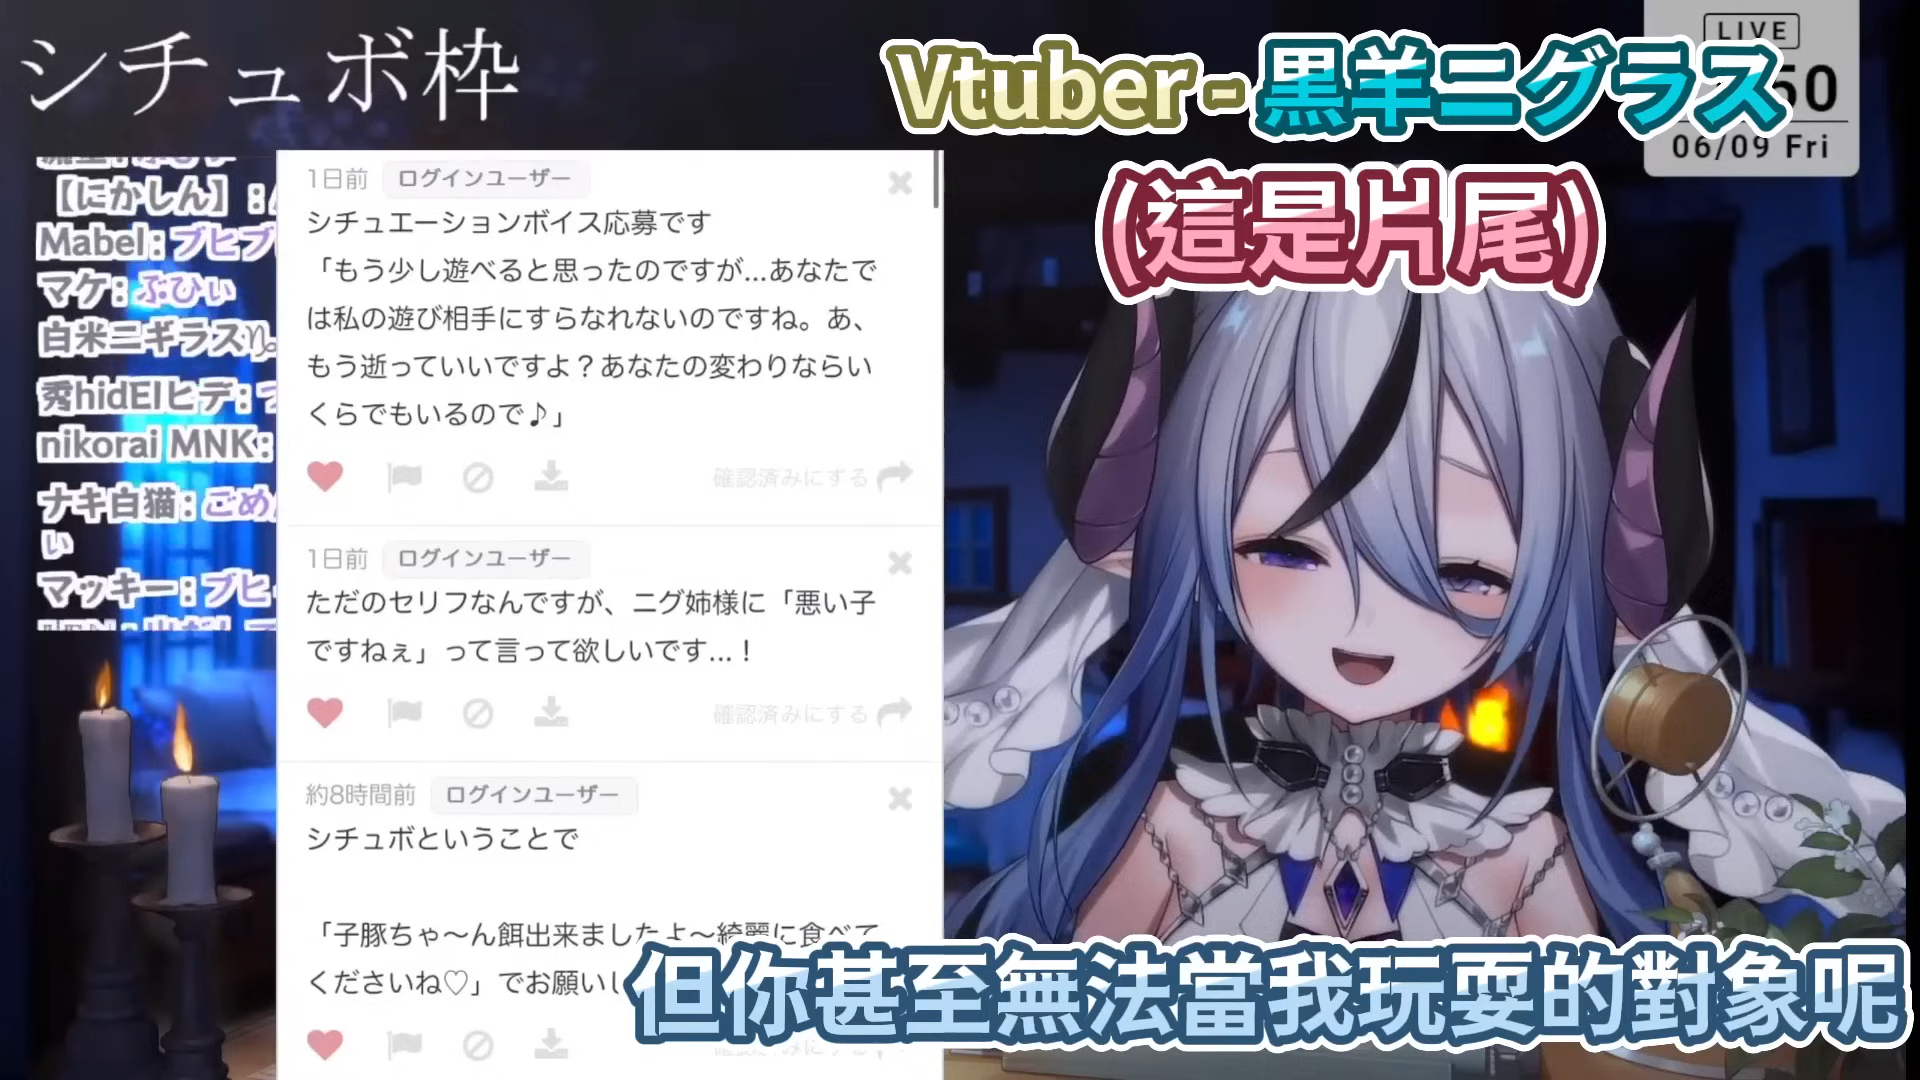 シチュボ枠
Vtuber - 黒羊ニグラス
(這是片尾)
LIVE
50
06/09 Fri
【にかしん】:
Mabel: ブヒブ
マケ: ぶひぃ
白米ニギラス
秀hidEIヒデ: つ
nikorai MNK:
ナキ白猫: ごめ
い
マッキー: ブヒ
1日前 ログインユーザー
シチュエーションボイス応募です
「もう少し遊べると思ったのですが...あなたで
は私の遊び相手にすらなれないのですね。あ、
もう逝っていいですよ？あなたの変わりならい
くらでもいるので♪」
確認済みにする
1日前 ログインユーザー
ただのセリフなんですが、ニグ姉様に「悪い子
ですねぇ」って言って欲しいです...！
確認済みにする
約8時間前 ログインユーザー
シチュボということで
「子豚ちゃ〜ん餌出来ましたよ〜綺麗に食べて
くださいね♡」でお願いし
但你甚至無法當我玩耍的對象呢